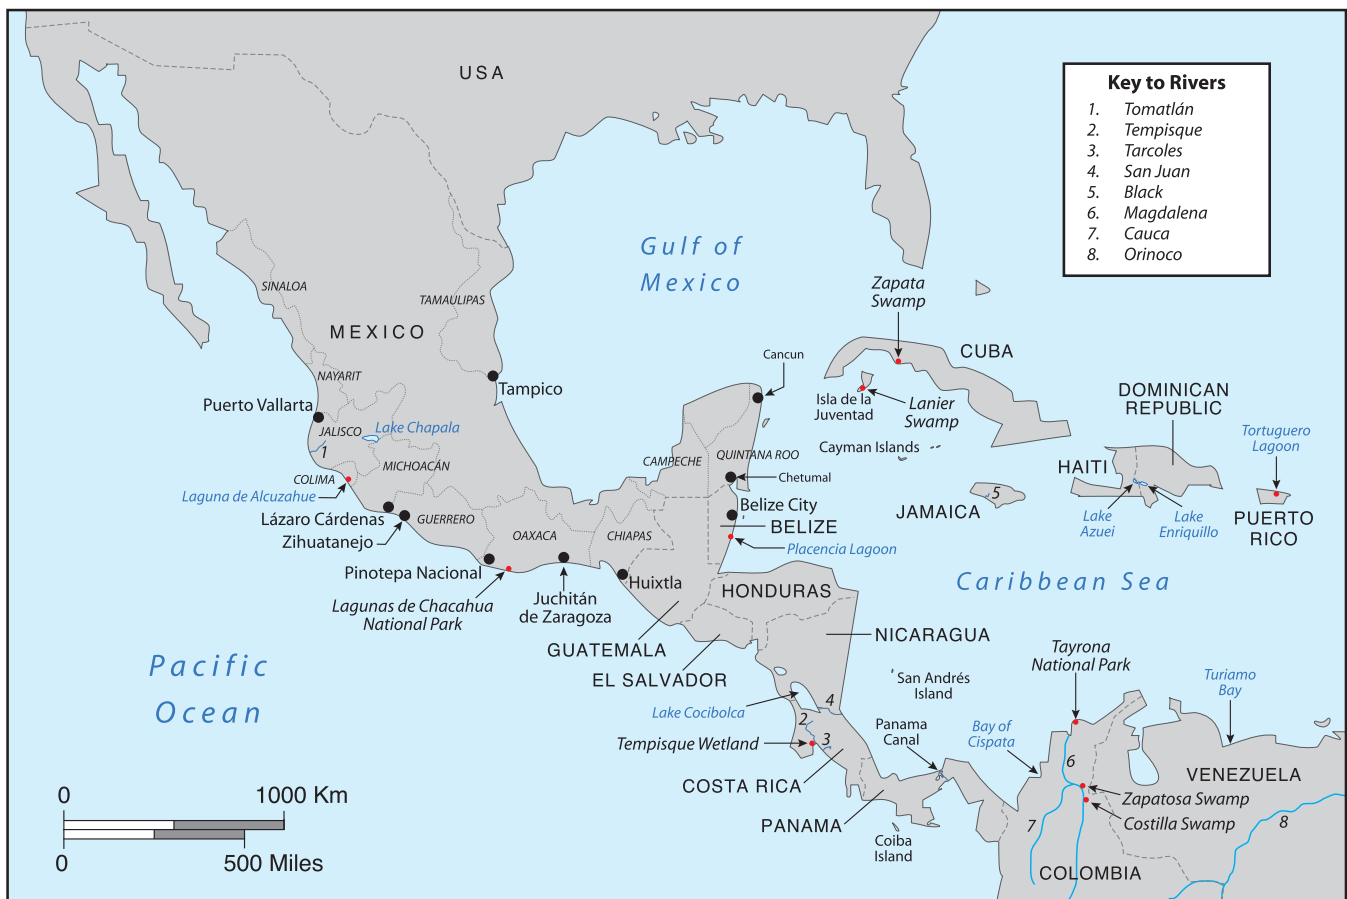 USA
Key to Rivers
1. Tomatlán
2. Tempisque
3. Tarcoles
4. San Juan
5. Black
6. Magdalena
7. Cauca
8. Orinoco
Gulf of
Mexico
SINALOA
TAMAULIPAS
MEXICO
Zapata
Swamp
CUBA
Cancun
NAYARIT
Tampico
Puerto Vallarta
JALISCO
Lake Chapala
1
Isla de la
Juventad
Lanier
Swamp
DOMINICAN
REPUBLIC
Tortuguero
Lagoon
Cayman Islands
CAMPECHE
QUINTANA ROO
MICHOACÁN
COLIMA
Chetumal
HAITI
Laguna de Alcuzahue
5
JAMAICA
Belize City
BELIZE
Lázaro Cárdenas
GUERRERO
Zihuatanejo
OAXACA
CHIAPAS
Placencia Lagoon
Lake
Azuei
Lake
Enriquillo
PUERTO
RICO
Pinotepa Nacional
Huixtla
HONDURAS
Caribbean Sea
Lagunas de Chacahua
National Park
Juchitán
de Zaragoza
GUATEMALA
NICARAGUA
EL SALVADOR
Pacific
Ocean
San Andrés
Island
Tayrona
National Park
Turiamo
Bay
Lake Cocibolca
4
2
3
Tempisque Wetland
Panama
Canal
Bay of
Cispata
6
COSTA RICA
VENEZUELA
Zapatosa Swamp
Costilla Swamp
7
8
PANAMA
Coiba
Island
COLOMBIA
0 1000 Km
0 500 Miles